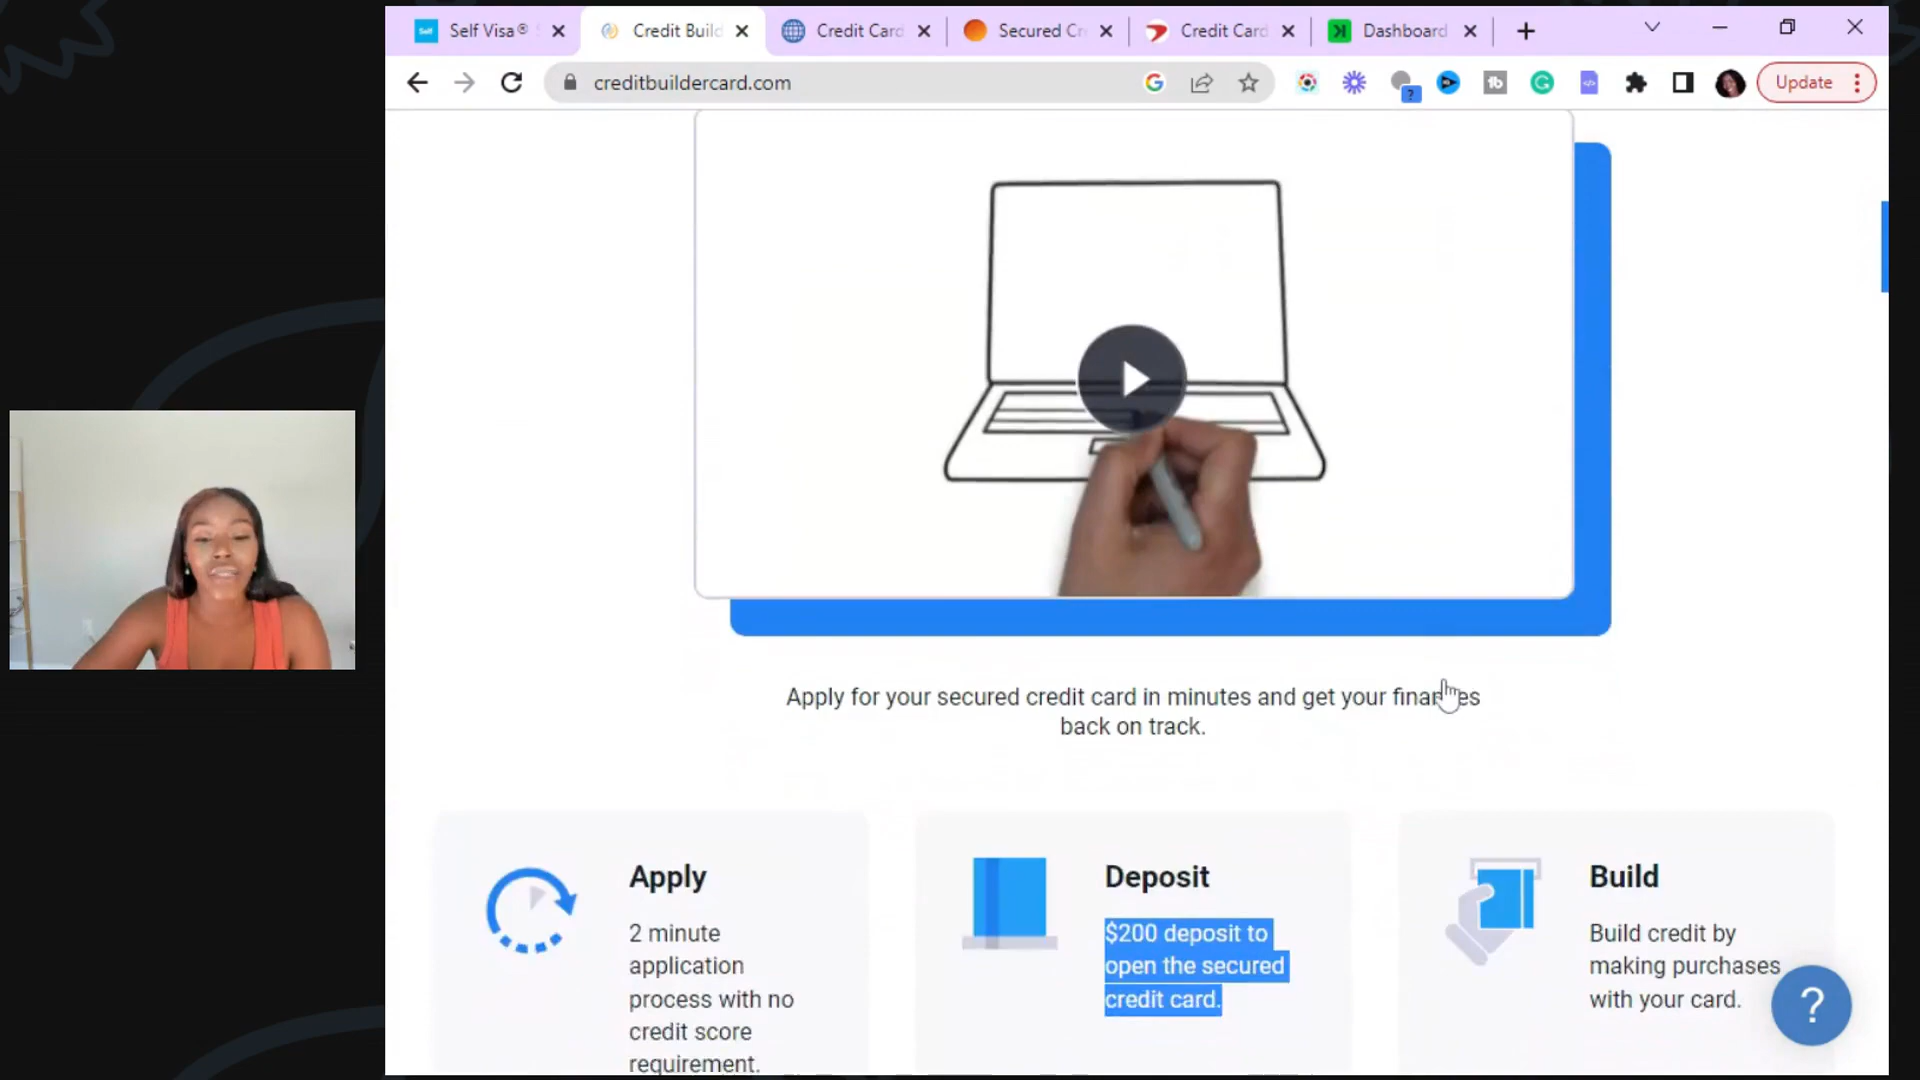 Self Visa® S
Credit Build
Credit Card
Secured Cr
Credit Card
Dashboard
creditbuildercard.com
Update
Apply for your secured credit card in minutes and get your finances
back on track.
Apply
2 minute
application
process with no
credit score
requirement.
Deposit
$200 deposit to
open the secured
credit card.
Build
Build credit by
making purchases
with your card.
?